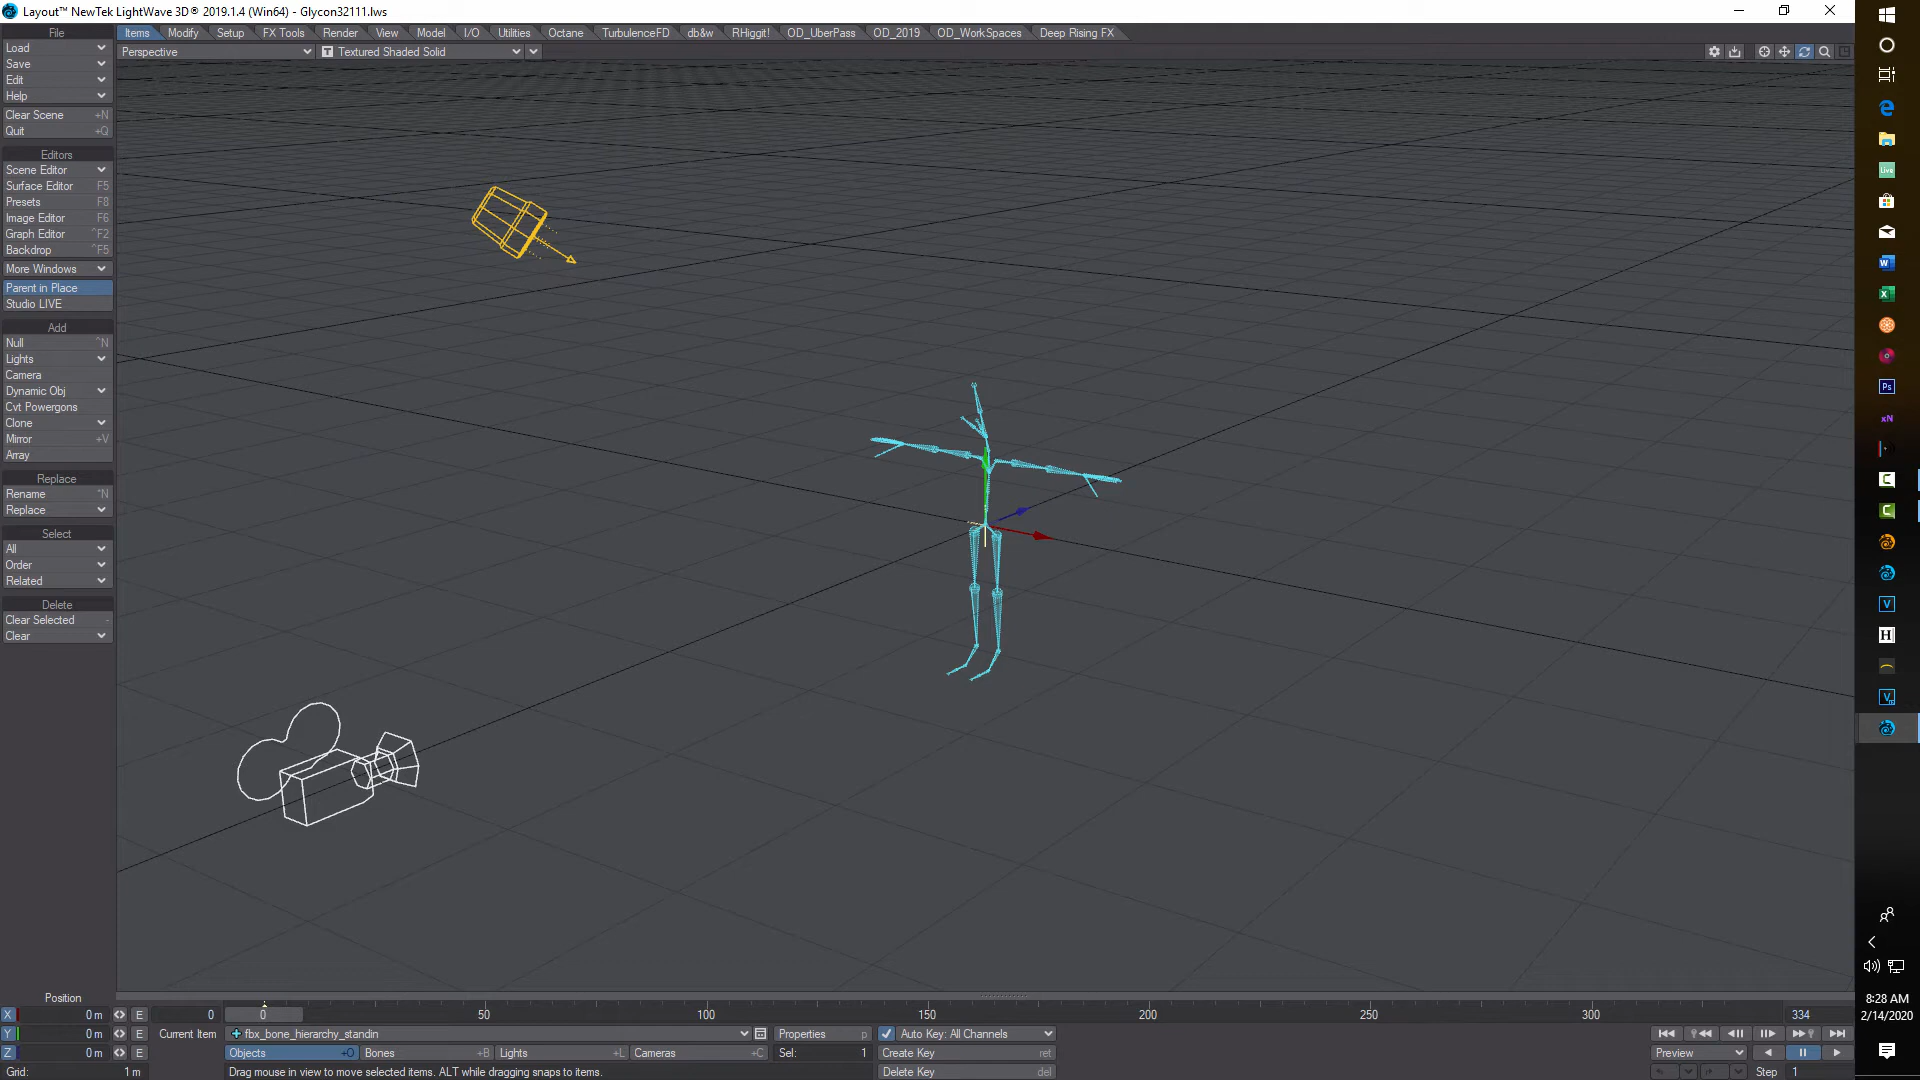 Layout™ NewTek LightWave 3D® 2019.1.4 (Win64) - Glycon32111.lws
File
Items Modify Setup FX Tools Render View Model I/O Utilities Octane TurbulenceFD db&w RHiggit! OD_UberPass OD_2019 OD_WorkSpaces Deep Rising FX
Load
Perspective T Textured Shaded Solid
Save
Edit
Help
Clear Scene +N
Quit +Q
Editors
Scene Editor
Surface Editor F5
Presets F8
Image Editor F6
Graph Editor ^F2
Backdrop ^F5
More Windows
Parent in Place
Studio LIVE
Add
Null ^N
Lights
Camera
Dynamic Obj
Cvt Powergons
Clone
Mirror +V
Array
Replace
Rename ^N
Replace
Select
All
Order
Related
Delete
Clear Selected -
Clear
Position
X 0 m E 0 0 50 100 150 200 250 300 334
Y 0 m E Current Item fbx_bone_hierarchy_standin Properties p Auto Key: All Channels
Z 0 m E Objects +O Bones +B Lights +L Cameras +C Sel: 1 Create Key ret Preview
Grid: 1 m Drag mouse in view to move selected items. ALT while dragging snaps to items. Delete Key del Step 1
Live
W
X
Ps
xN
C
C
V
H
V
8:28 AM
2/14/2020